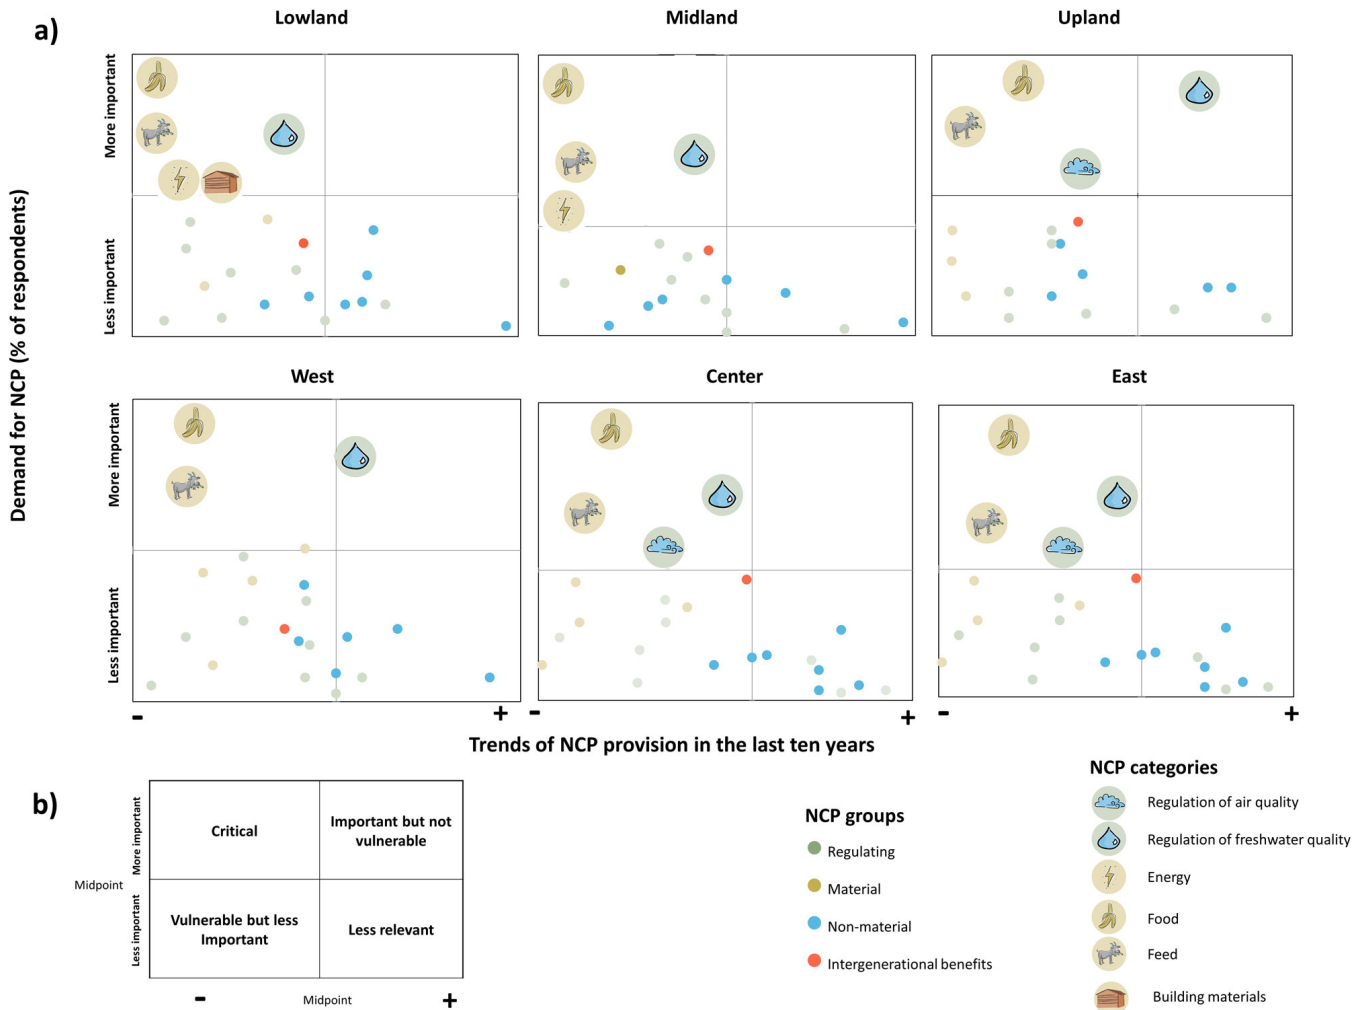 a)
Lowland
Midland
Upland
More important
Less important
Demand for NCP (% of respondents)
West
Center
East
More important
Less important
-
+
-
+
-
+
Trends of NCP provision in the last ten years
b)
More important
Critical
Important but not
vulnerable
Midpoint
Less important
Vulnerable but less
Important
Less relevant
-
Midpoint
+
NCP groups
Regulating
Material
Non-material
Intergenerational benefits
NCP categories
Regulation of air quality
Regulation of freshwater quality
Energy
Food
Feed
Building materials